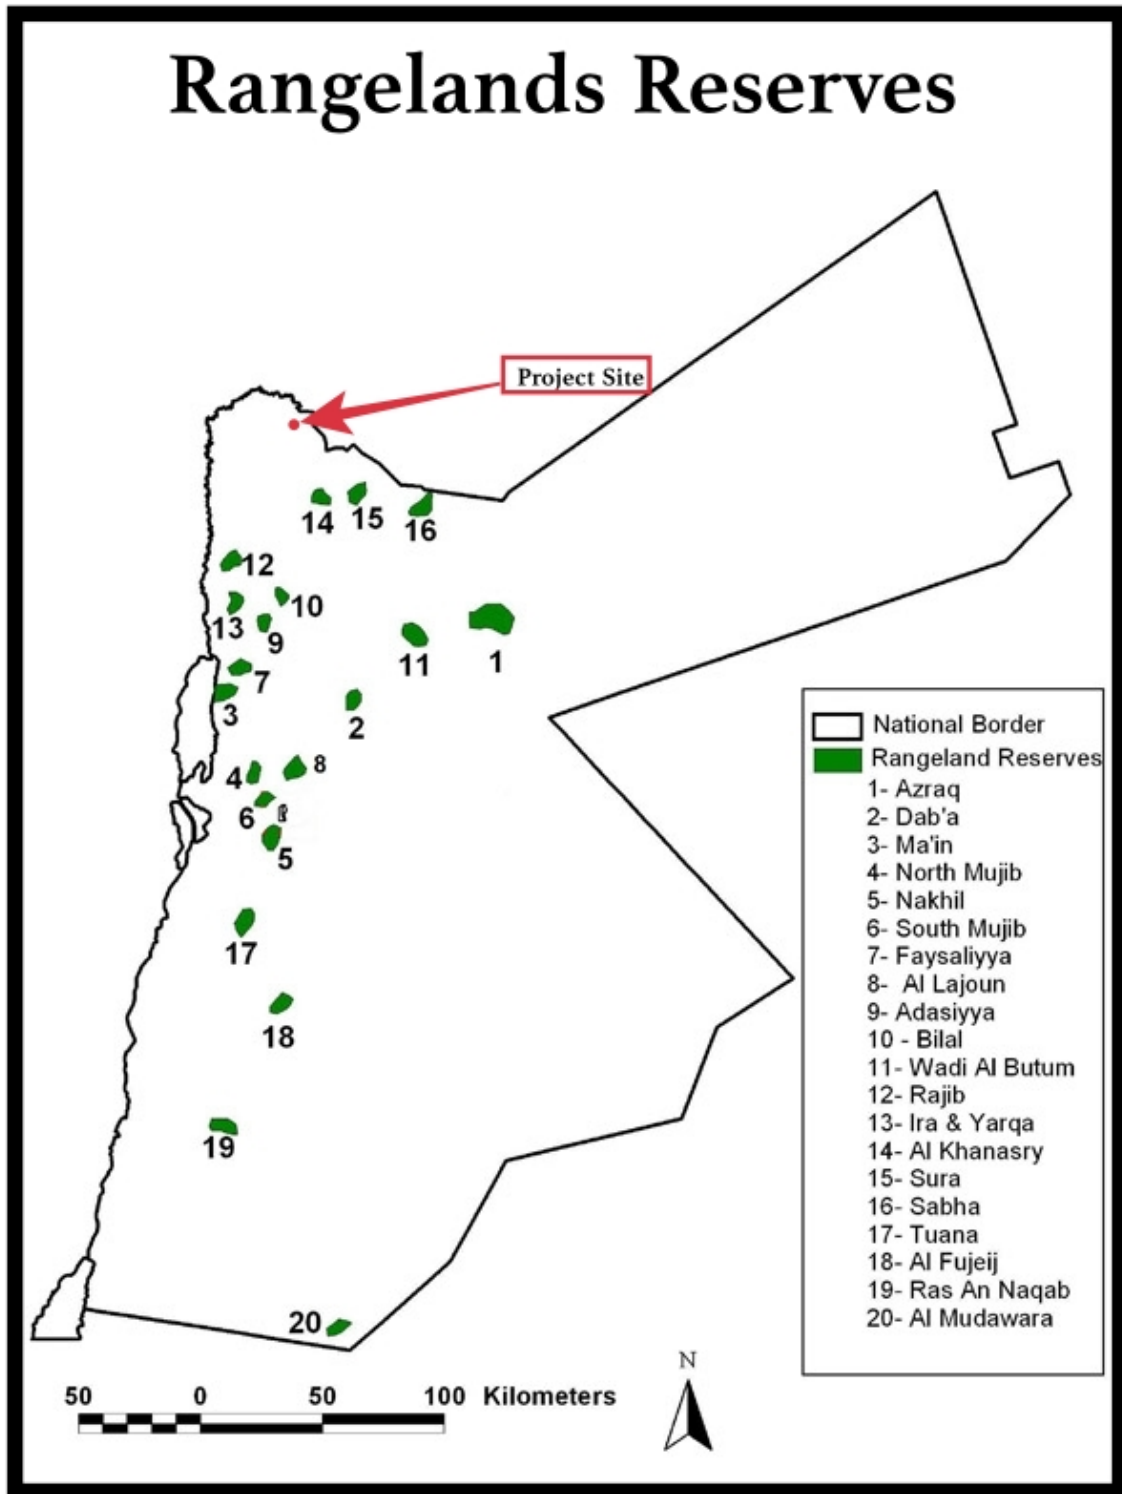 Rangelands Reserves
Project Site
14
15
16
12
10
13
9
11
1
7
3
2
4
8
6
5
17
18
19
20
National Border
Rangeland Reserves
1- Azraq
2- Dab'a
3- Ma'in
4- North Mujib
5- Nakhil
6- South Mujib
7- Faysaliyya
8- Al Lajoun
9- Adasiyya
10 - Bilal
11- Wadi Al Butum
12- Rajib
13- Ira & Yarqa
14- Al Khanasry
15- Sura
16- Sabha
17- Tuana
18- Al Fujeij
19- Ras An Naqab
20- Al Mudawara
N
50 0 50 100 Kilometers